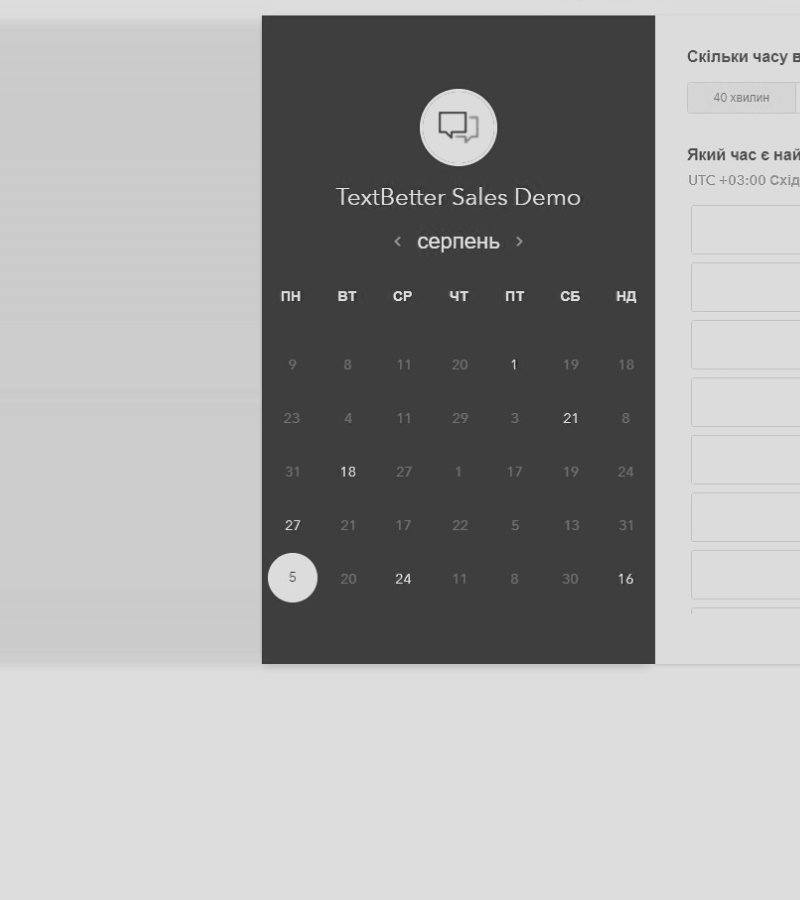 TextBetter Sales Demo
серпень
ПН ВТ СР ЧТ ПТ СБ НД
9 8 11 20 1 19 18
23 4 11 29 3 21 8
31 18 27 1 17 19 24
27 21 17 22 5 13 31
5 20 24 11 8 30 16
Скільки часу в
40 хвилин
Який час є най
UTC +03:00 Схід